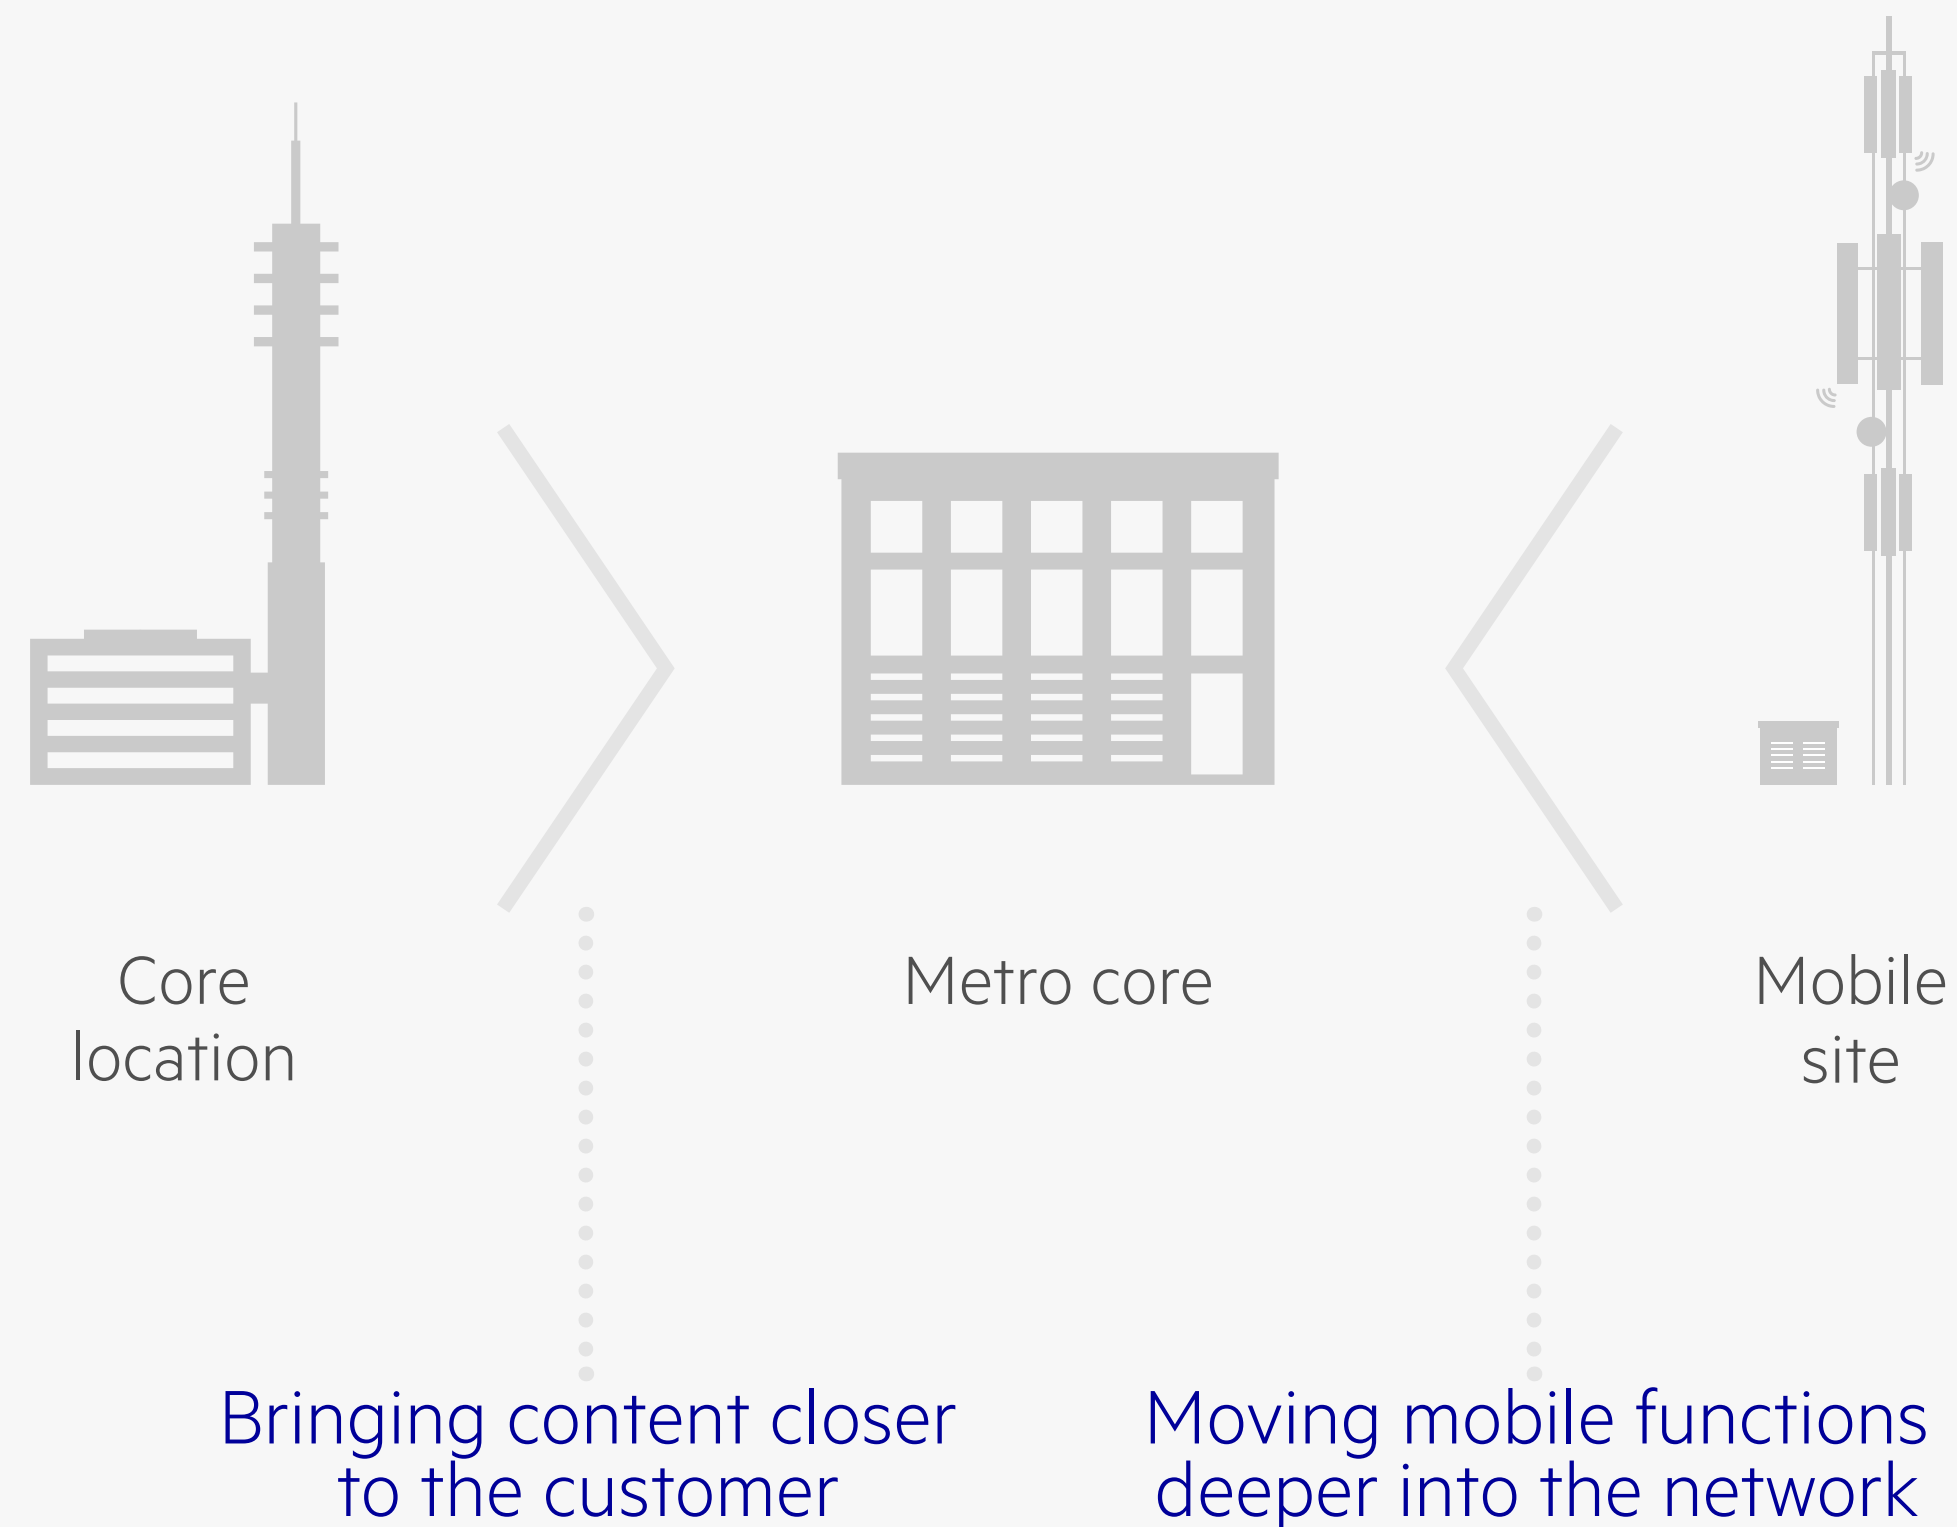 Core
location
Metro core
Mobile
site
Bringing content closer
to the customer
Moving mobile functions
deeper into the network